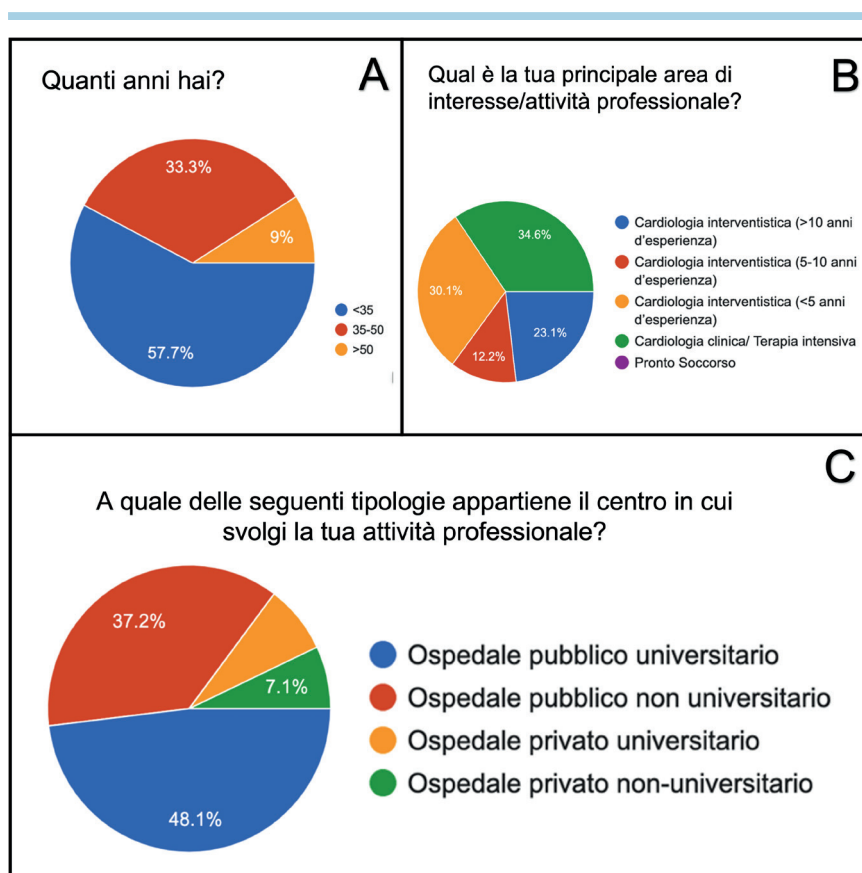 A
Quanti anni hai?
33.3%
9%
57.7%
<35
35-50
>50
B
Qual è la tua principale area di
interesse/attività professionale?
34.6%
30.1%
23.1%
12.2%
Cardiologia interventistica (>10 anni
d'esperienza)
Cardiologia interventistica (5-10 anni
d'esperienza)
Cardiologia interventistica (<5 anni
d'esperienza)
Cardiologia clinica/ Terapia intensiva
Pronto Soccorso
C
A quale delle seguenti tipologie appartiene il centro in cui
svolgi la tua attività professionale?
37.2%
7.1%
48.1%
Ospedale pubblico universitario
Ospedale pubblico non universitario
Ospedale privato universitario
Ospedale privato non-universitario